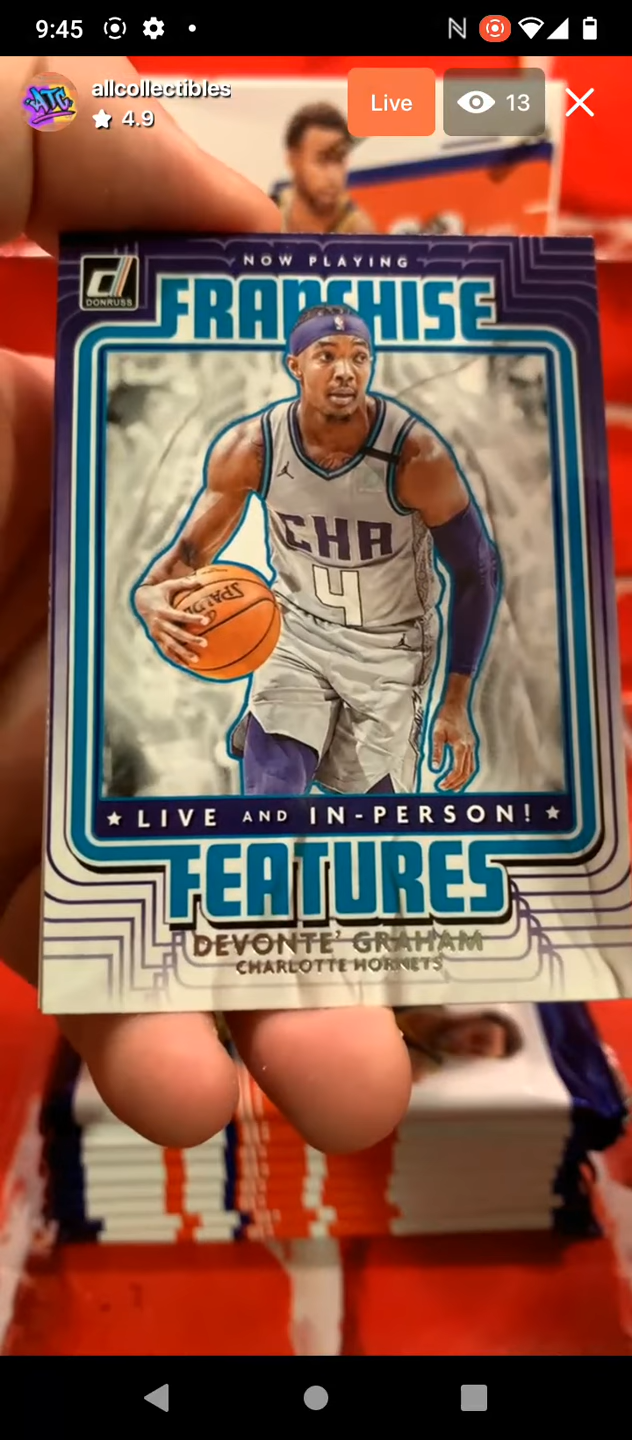 9:45
allcollectibles
★ 4.9
Live
13
NOW PLAYING
DONRUSS
FRANCHISE
CHA
4
SPALDING
★ LIVE AND IN-PERSON! ★
FEATURES
DEVONTE' GRAHAM
CHARLOTTE HORNETS